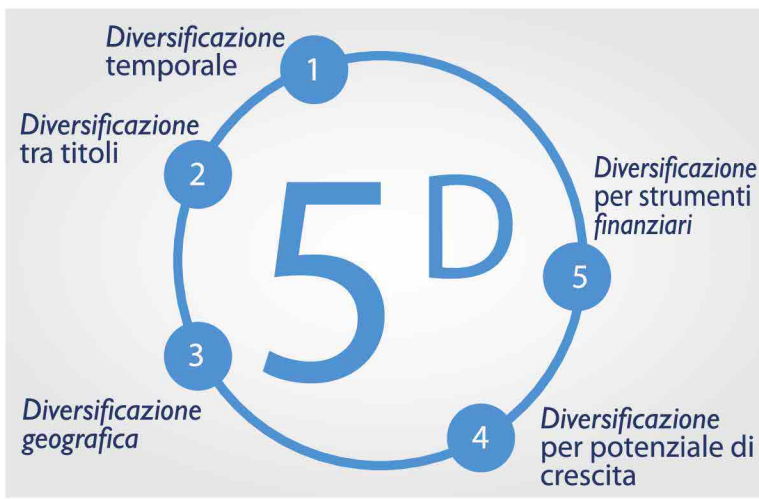 Diversificazione
temporale
1
Diversificazione
tra titoli
2
5 D
Diversificazione
per strumenti
finanziari
5
3
Diversificazione
geografica
4
Diversificazione
per potenziale di
crescita